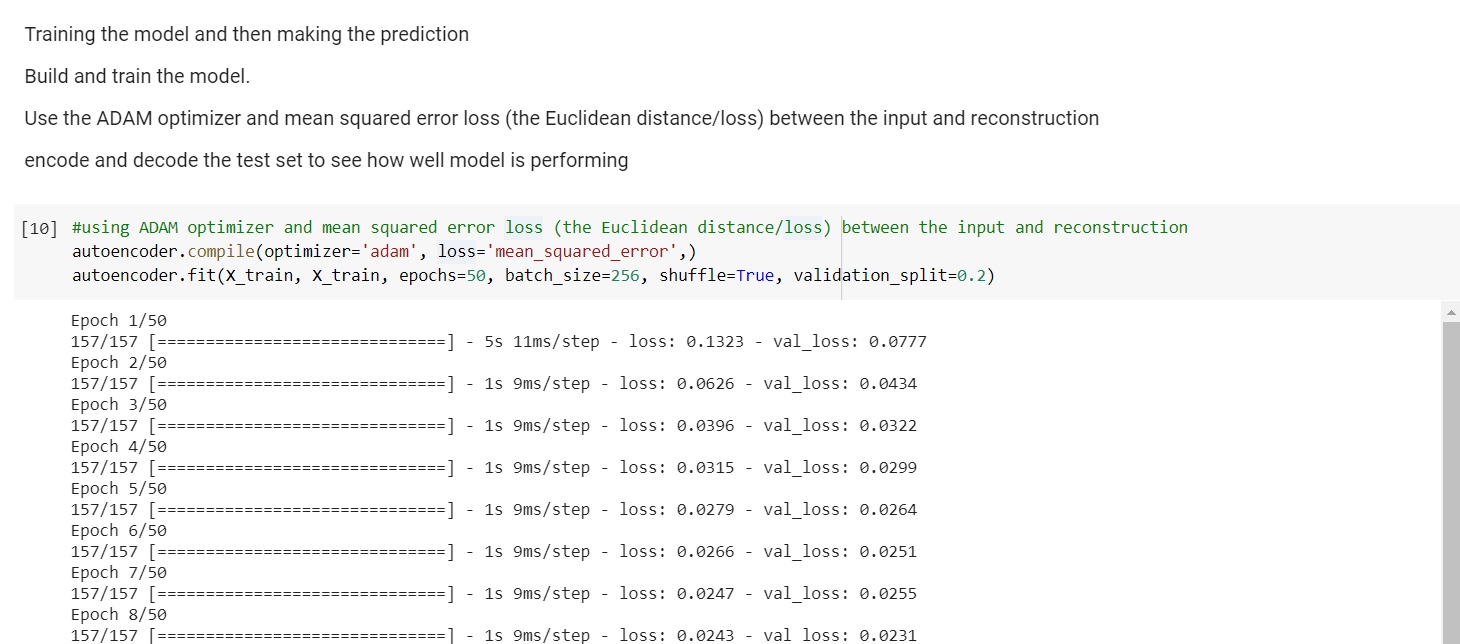 Training the model and then making the prediction
Build and train the model.
Use the ADAM optimizer and mean squared error loss (the Euclidean distance/loss) between the input and reconstruction
encode and decode the test set to see how well model is performing
[10] #using ADAM optimizer and mean squared error loss (the Euclidean distance/loss) between the input and reconstruction
autoencoder.compile(optimizer='adam', loss='mean_squared_error',)
autoencoder.fit(X_train, X_train, epochs=50, batch_size=256, shuffle=True, validation_split=0.2)
Epoch 1/50
157/157 [==============================] - 5s 11ms/step - loss: 0.1323 - val_loss: 0.0777
Epoch 2/50
157/157 [==============================] - 1s 9ms/step - loss: 0.0626 - val_loss: 0.0434
Epoch 3/50
157/157 [==============================] - 1s 9ms/step - loss: 0.0396 - val_loss: 0.0322
Epoch 4/50
157/157 [==============================] - 1s 9ms/step - loss: 0.0315 - val_loss: 0.0299
Epoch 5/50
157/157 [==============================] - 1s 9ms/step - loss: 0.0279 - val_loss: 0.0264
Epoch 6/50
157/157 [==============================] - 1s 9ms/step - loss: 0.0266 - val_loss: 0.0251
Epoch 7/50
157/157 [==============================] - 1s 9ms/step - loss: 0.0247 - val_loss: 0.0255
Epoch 8/50
157/157 [==============================] - 1s 9ms/step - loss: 0.0243 - val_loss: 0.0231